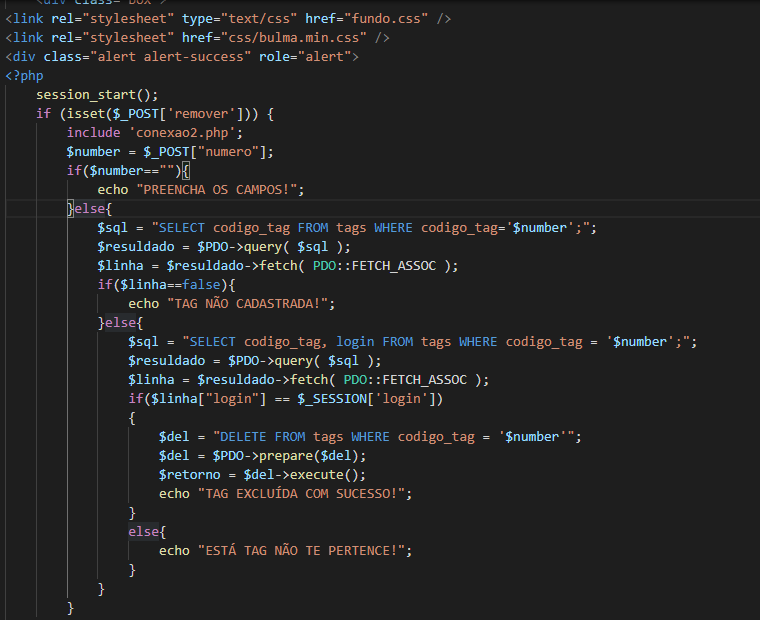 <div class="box">
<link rel="stylesheet" type="text/css" href="fundo.css" />
<link rel="stylesheet" href="css/bulma.min.css" />
<div class="alert alert-success" role="alert">
<?php
session_start();
if (isset($_POST['remover'])) {
include 'conexao2.php';
$number = $_POST["numero"];
if($number==""){
echo "PREENCHA OS CAMPOS!";
}else{
$sql = "SELECT codigo_tag FROM tags WHERE codigo_tag='$number';";
$resuldado = $PDO->query( $sql );
$linha = $resuldado->fetch( PDO::FETCH_ASSOC );
if($linha==false){
echo "TAG NÃO CADASTRADA!";
}else{
$sql = "SELECT codigo_tag, login FROM tags WHERE codigo_tag = '$number';";
$resuldado = $PDO->query( $sql );
$linha = $resuldado->fetch( PDO::FETCH_ASSOC );
if($linha["login"] == $_SESSION['login'])
{
$del = "DELETE FROM tags WHERE codigo_tag = '$number'";
$del = $PDO->prepare($del);
$retorno = $del->execute();
echo "TAG EXCLUÍDA COM SUCESSO!";
}
else{
echo "ESTÁ TAG NÃO TE PERTENCE!";
}
}
}